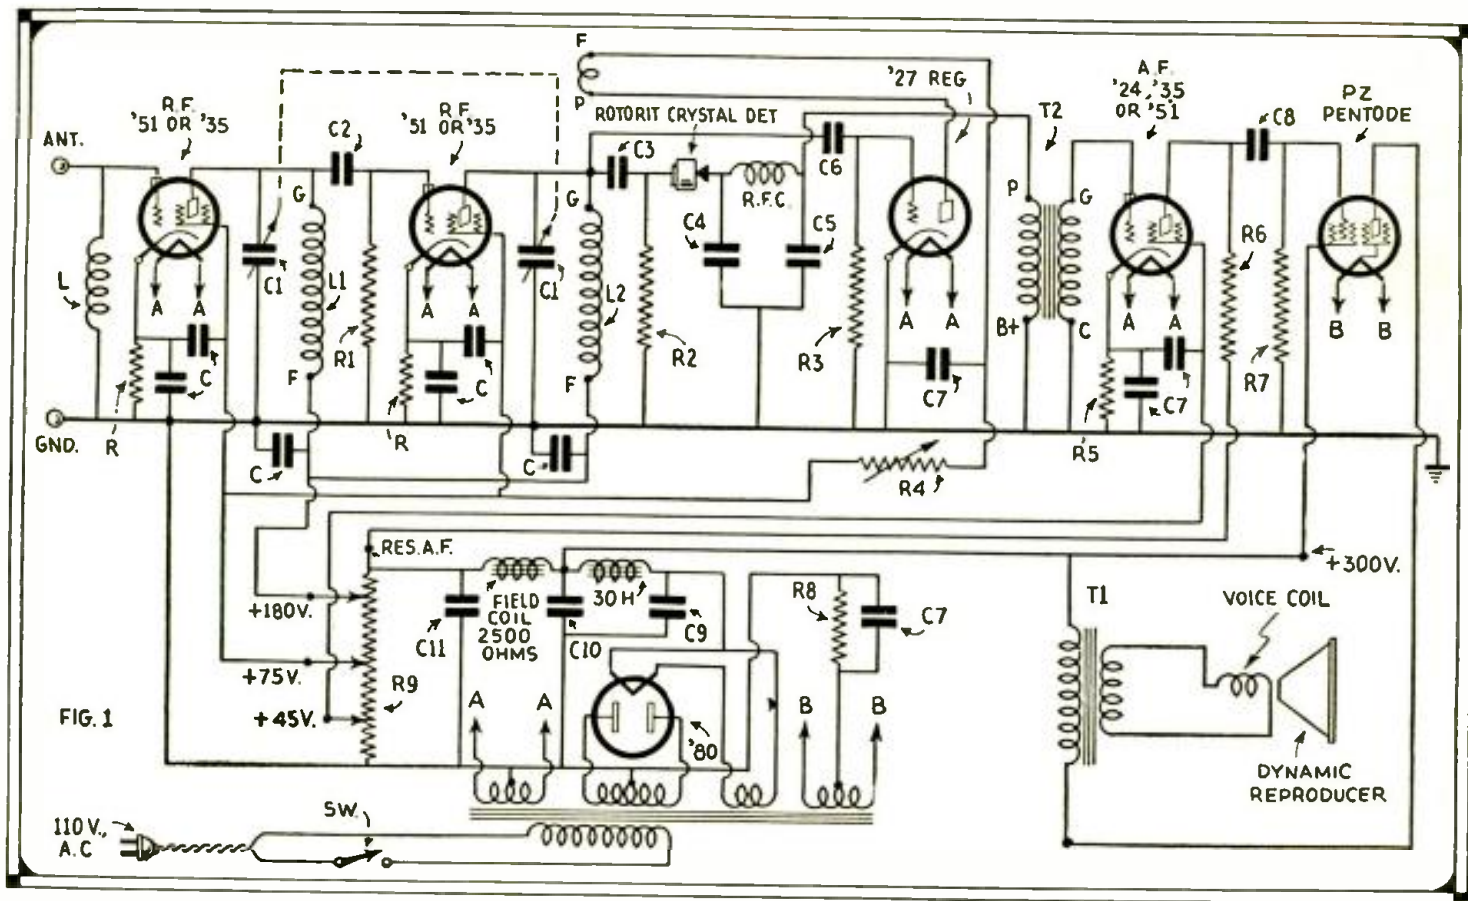 F
P
'27 REG
A.F.
'24, '35
OR '51
PZ
PENTODE
R.F.
'51 OR '35
R.F.
'51 OR '35
ROTORIT CRYSTAL DET
T2
C8
ANT.
C2
C3
C6
R.F.C.
G
G
P
G
L
C1
L1
C1
L2
C4
C5
R6
A
A
A
A
A
A
A
A
B
B
R1
R2
R3
B+
C
R7
C
C
F
C
C
F
C7
C7
GND.
R
R
R5
C
C
R4
RES. A.F.
+300V.
+180V.
FIELD
COIL
2500
OHMS
30 H
C11
C10
C9
R8
C7
T1
VOICE COIL
+75V.
R9
+45V.
A
A
B
B
FIG. 1
'80
DYNAMIC
REPRODUCER
SW.
110 V.,
A.C